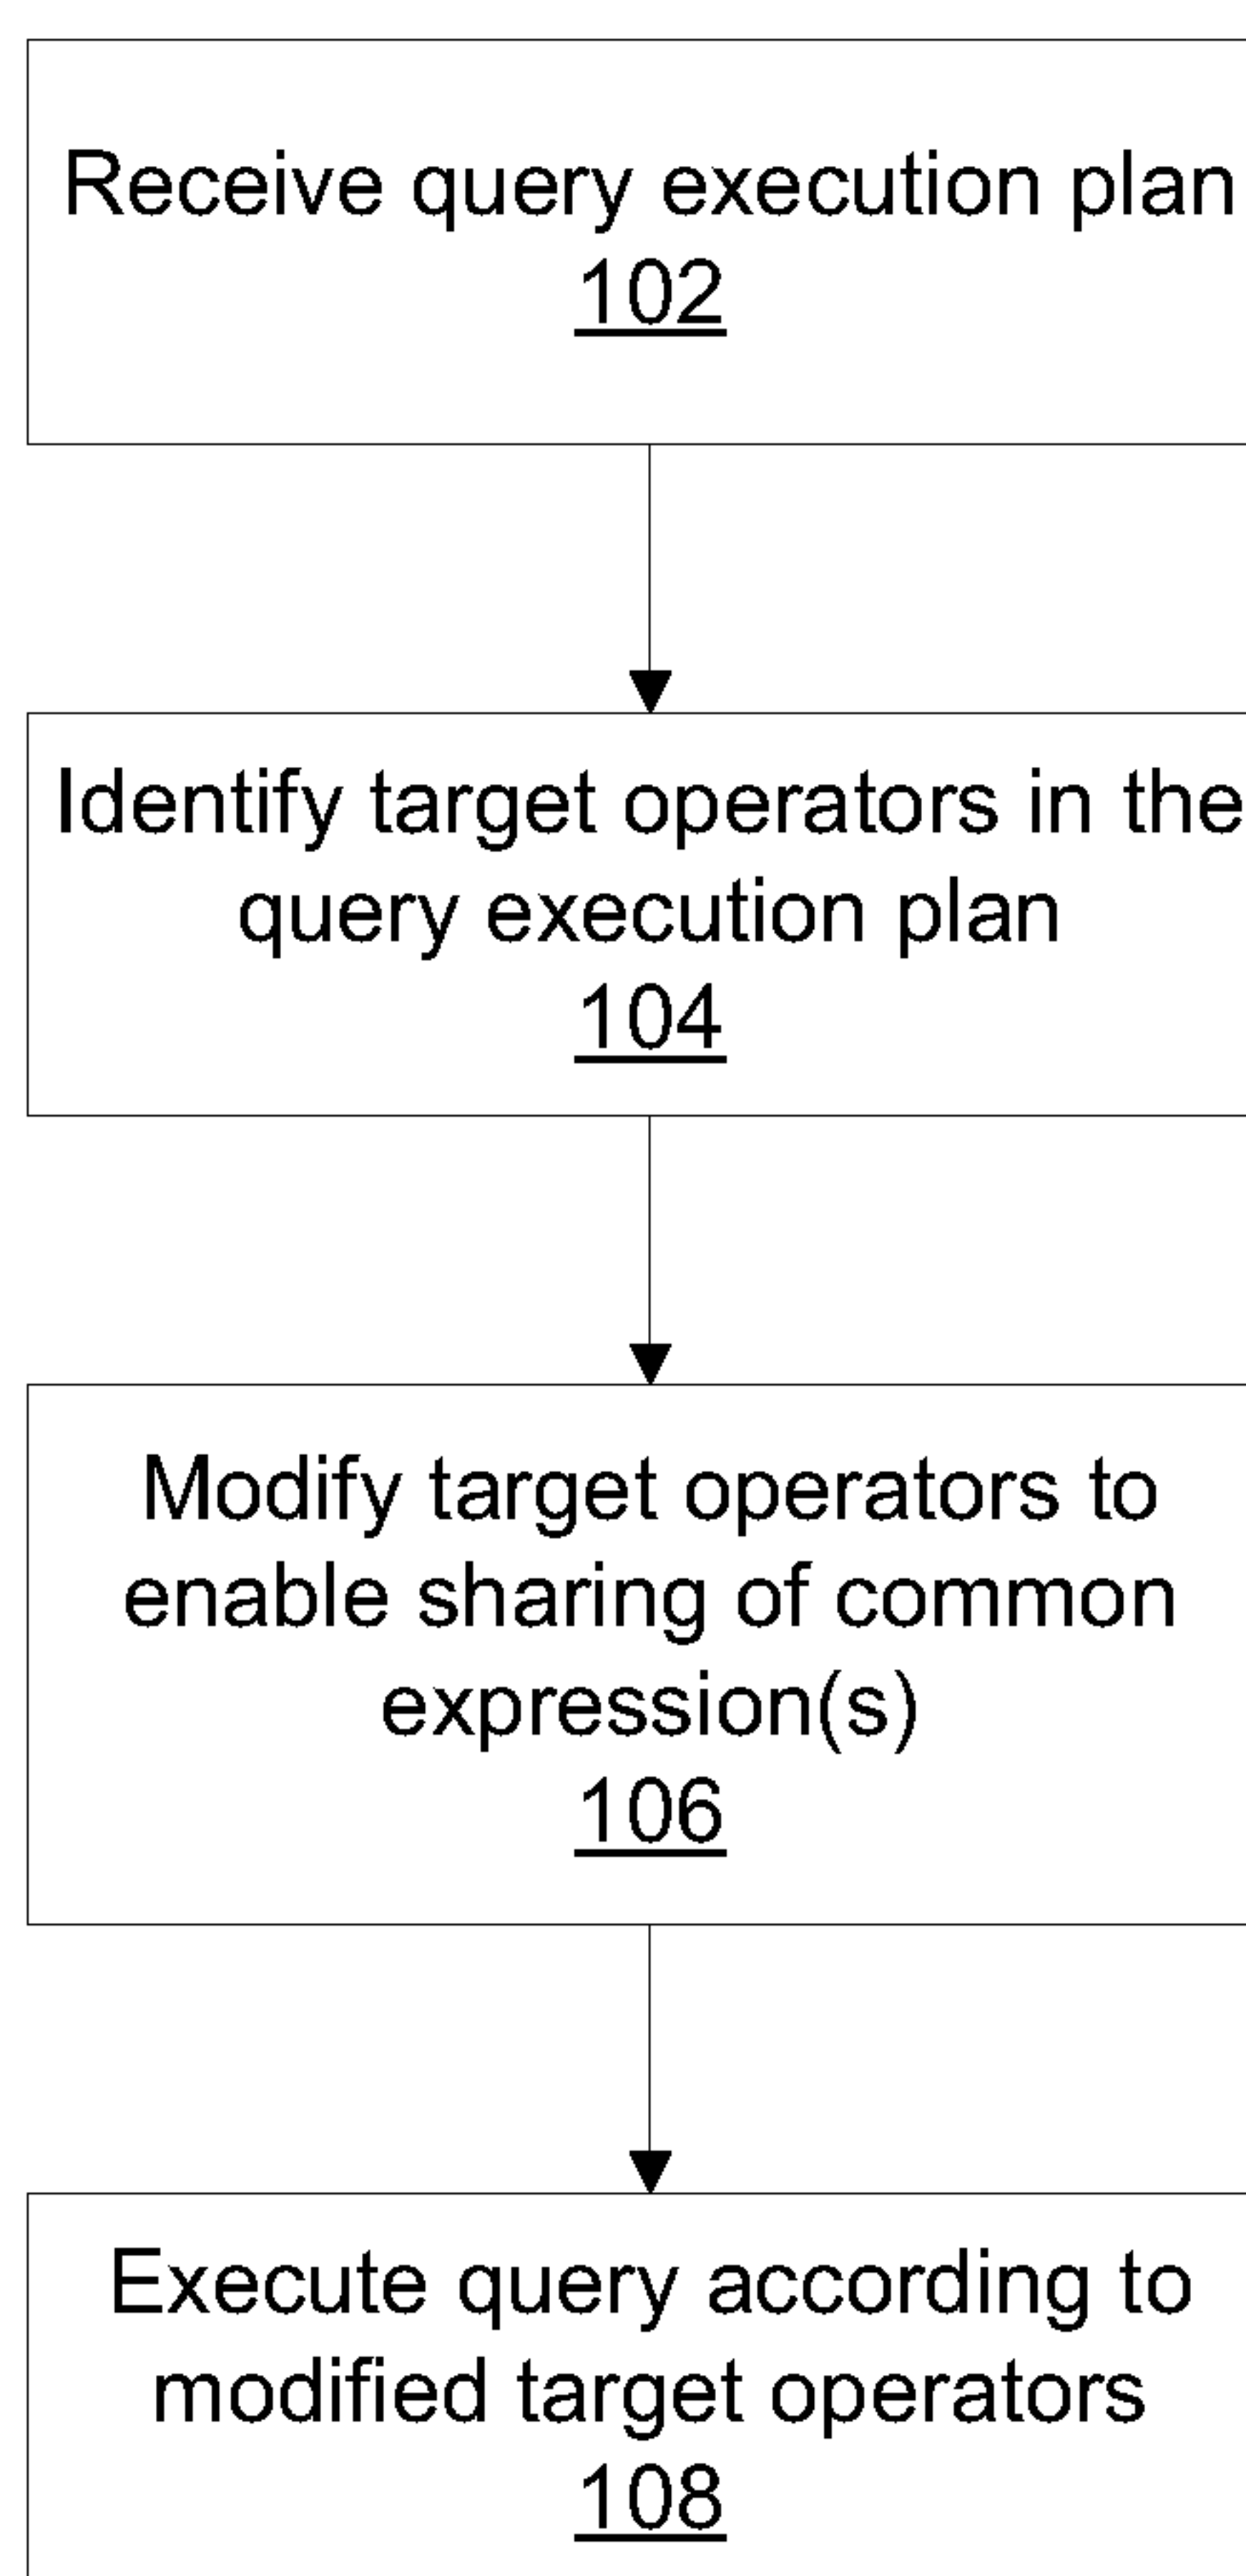 Receive query execution plan
102
Identify target operators in the
query execution plan
104
Modify target operators to
enable sharing of common
expression(s)
106
Execute query according to
modified target operators
108